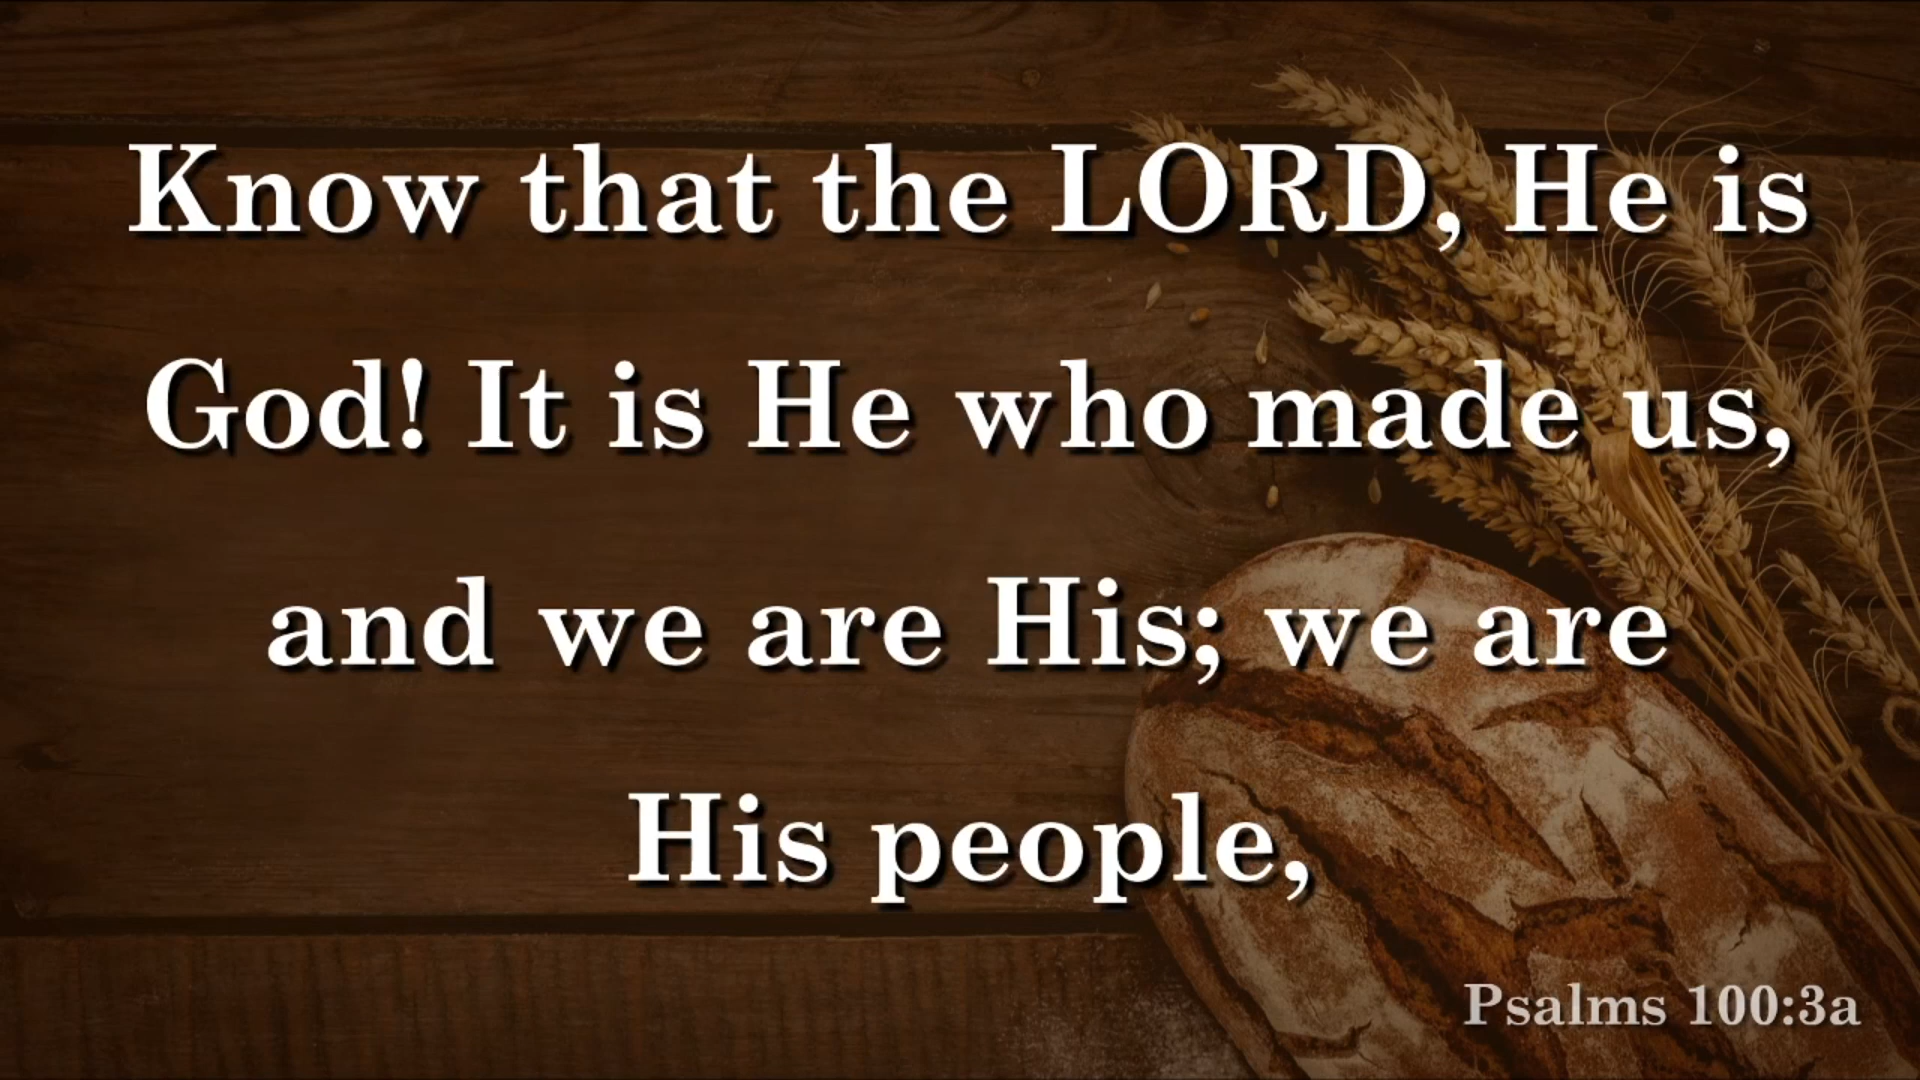 Know that the LORD, He is
God! It is He who made us,
and we are His; we are
His people,
Psalms 100:3a